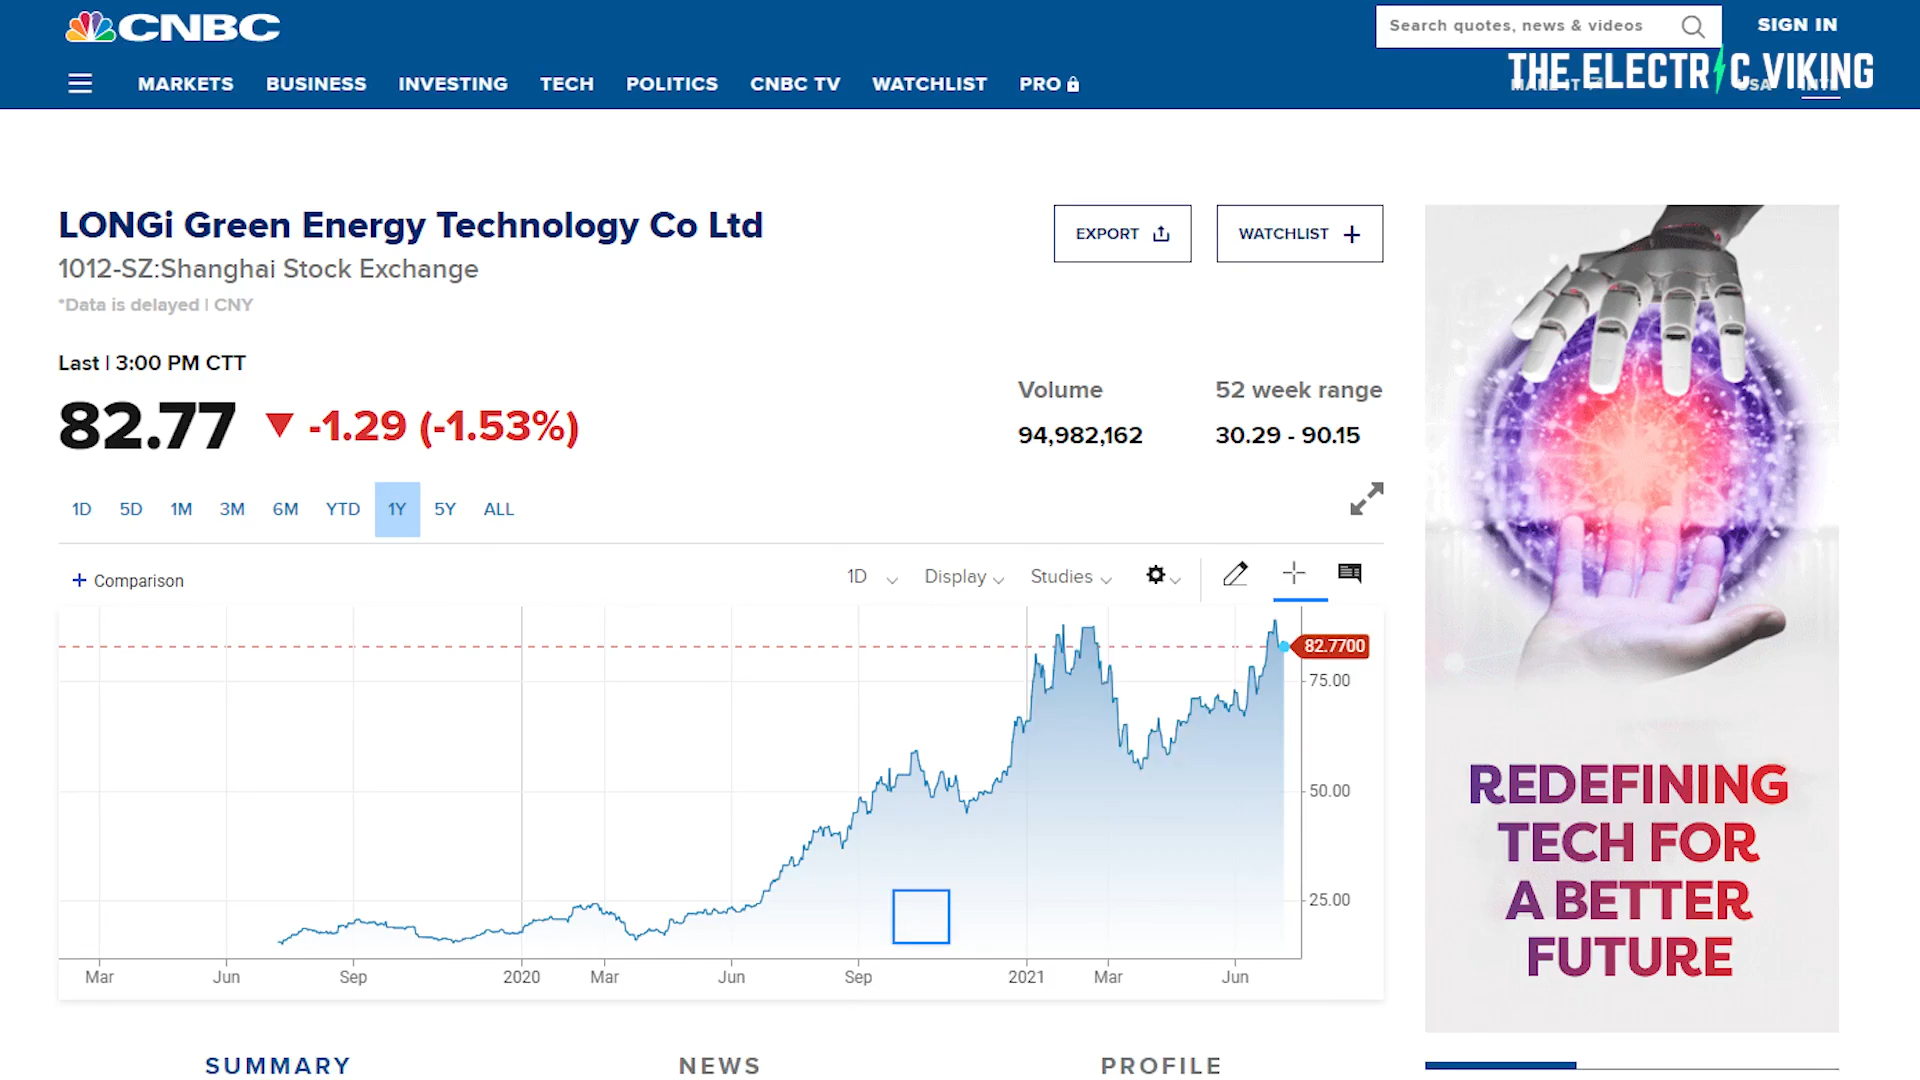 CNBC
Search quotes, news & videos
SIGN IN
THE ELECTRIC VIKING
MARKETS BUSINESS INVESTING TECH POLITICS CNBC TV WATCHLIST PRO
LONGi Green Energy Technology Co Ltd
1012-SZ:Shanghai Stock Exchange
*Data is delayed | CNY
EXPORT WATCHLIST
Last | 3:00 PM CTT
82.77 -1.29 (-1.53%)
Volume 52 week range
94,982,162 30.29 - 90.15
1D 5D 1M 3M 6M YTD 1Y 5Y ALL
+ Comparison
1D Display Studies
82.7700
75.00
50.00
25.00
Mar Jun Sep 2020 Mar Jun Sep 2021 Mar Jun
REDEFINING
TECH FOR
A BETTER
FUTURE
SUMMARY NEWS PROFILE